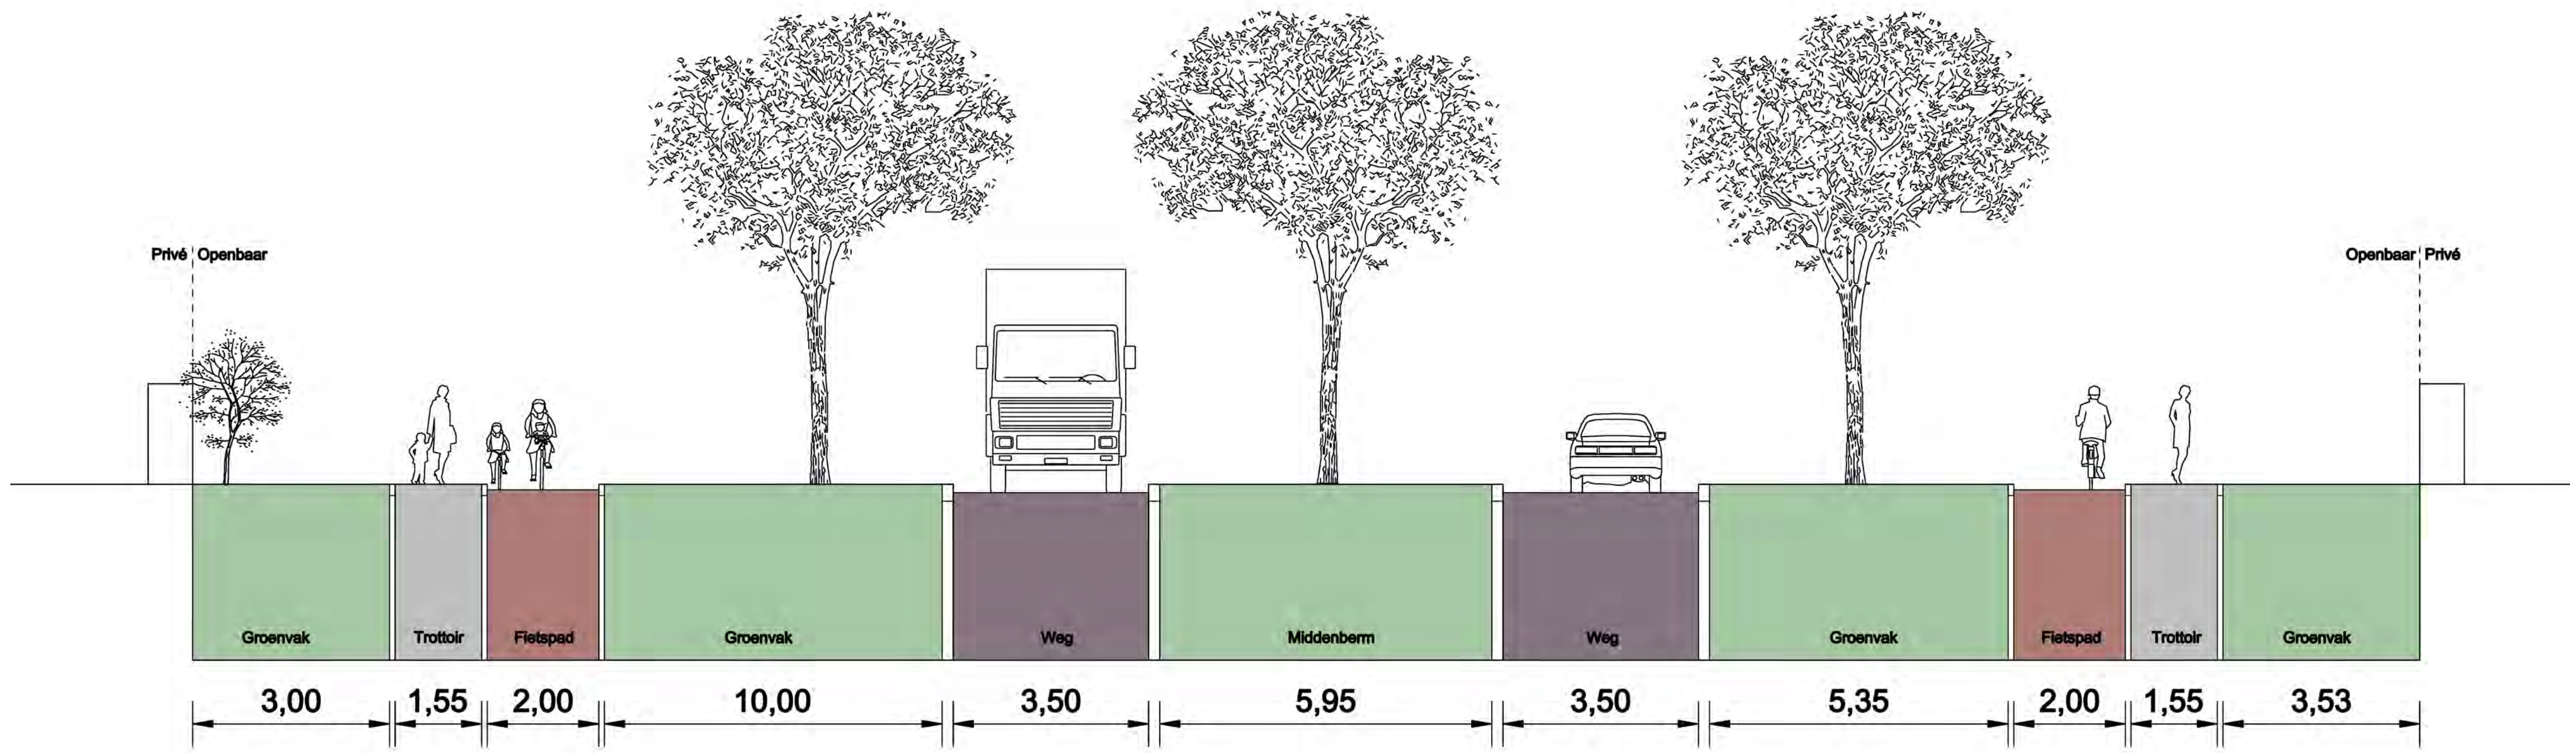 Privé Openbaar
Openbaar Privé
Groenvak Trottoir Fietspad Groenvak Weg Middenberm Weg Groenvak Fietspad Trottoir Groenvak
3,00 1,55 2,00 10,00 3,50 5,95 3,50 5,35 2,00 1,55 3,53